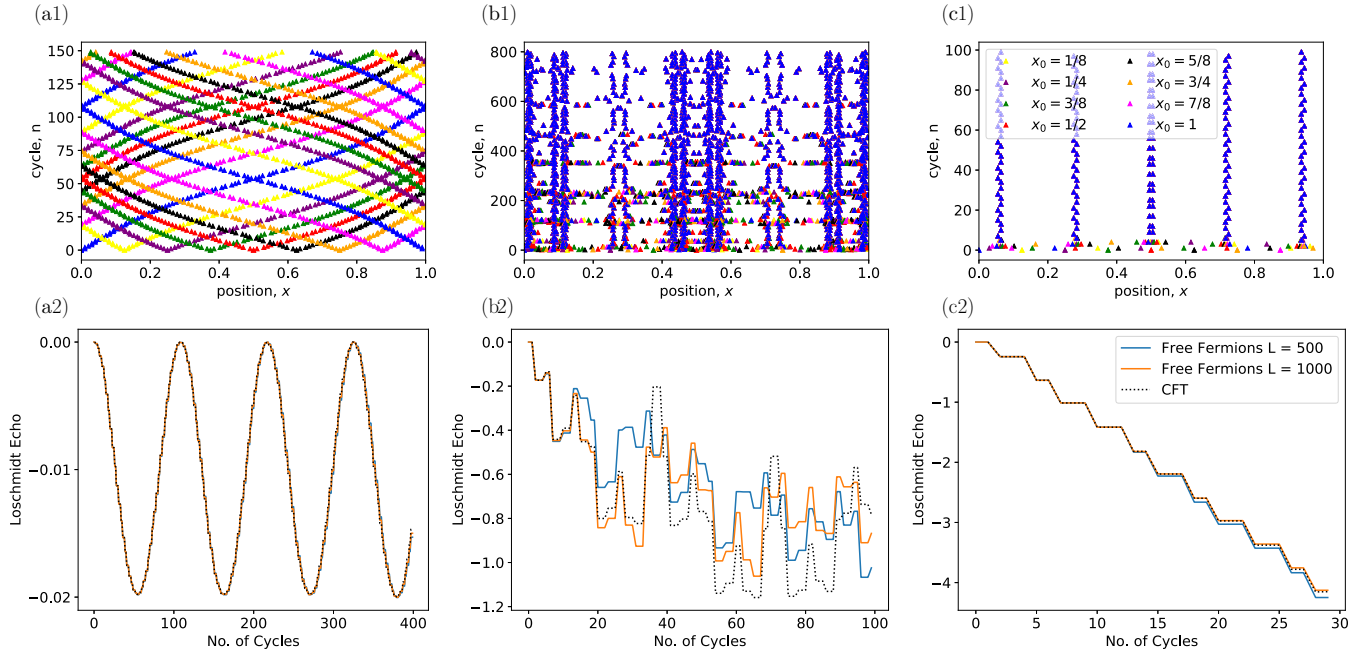 (a1)
(b1)
(c1)
150
125
100
75
50
25
0
cycle, n
0.0 0.2 0.4 0.6 0.8 1.0
position, x
800
600
400
200
0
cycle, n
0.0 0.2 0.4 0.6 0.8 1.0
position, x
100
80
60
40
20
0
cycle, n
x₀ = 1/8 x₀ = 5/8
x₀ = 1/4 x₀ = 3/4
x₀ = 3/8 x₀ = 7/8
x₀ = 1/2 x₀ = 1
0.0 0.2 0.4 0.6 0.8 1.0
position, x
(a2)
(b2)
(c2)
0.00
−0.01
−0.02
Loschmidt Echo
0 100 200 300 400
No. of Cycles
0.0
−0.2
−0.4
−0.6
−0.8
−1.0
−1.2
Loschmidt Echo
0 20 40 60 80 100
No. of Cycles
0
−1
−2
−3
−4
Loschmidt Echo
Free Fermions L = 500
Free Fermions L = 1000
CFT
0 5 10 15 20 25 30
No. of Cycles